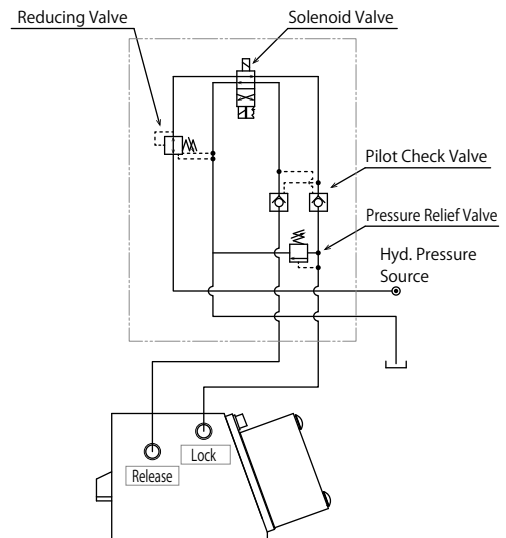 Reducing Valve
Solenoid Valve
Pilot Check Valve
Pressure Relief Valve
Hyd. Pressure
Source
Lock
Release